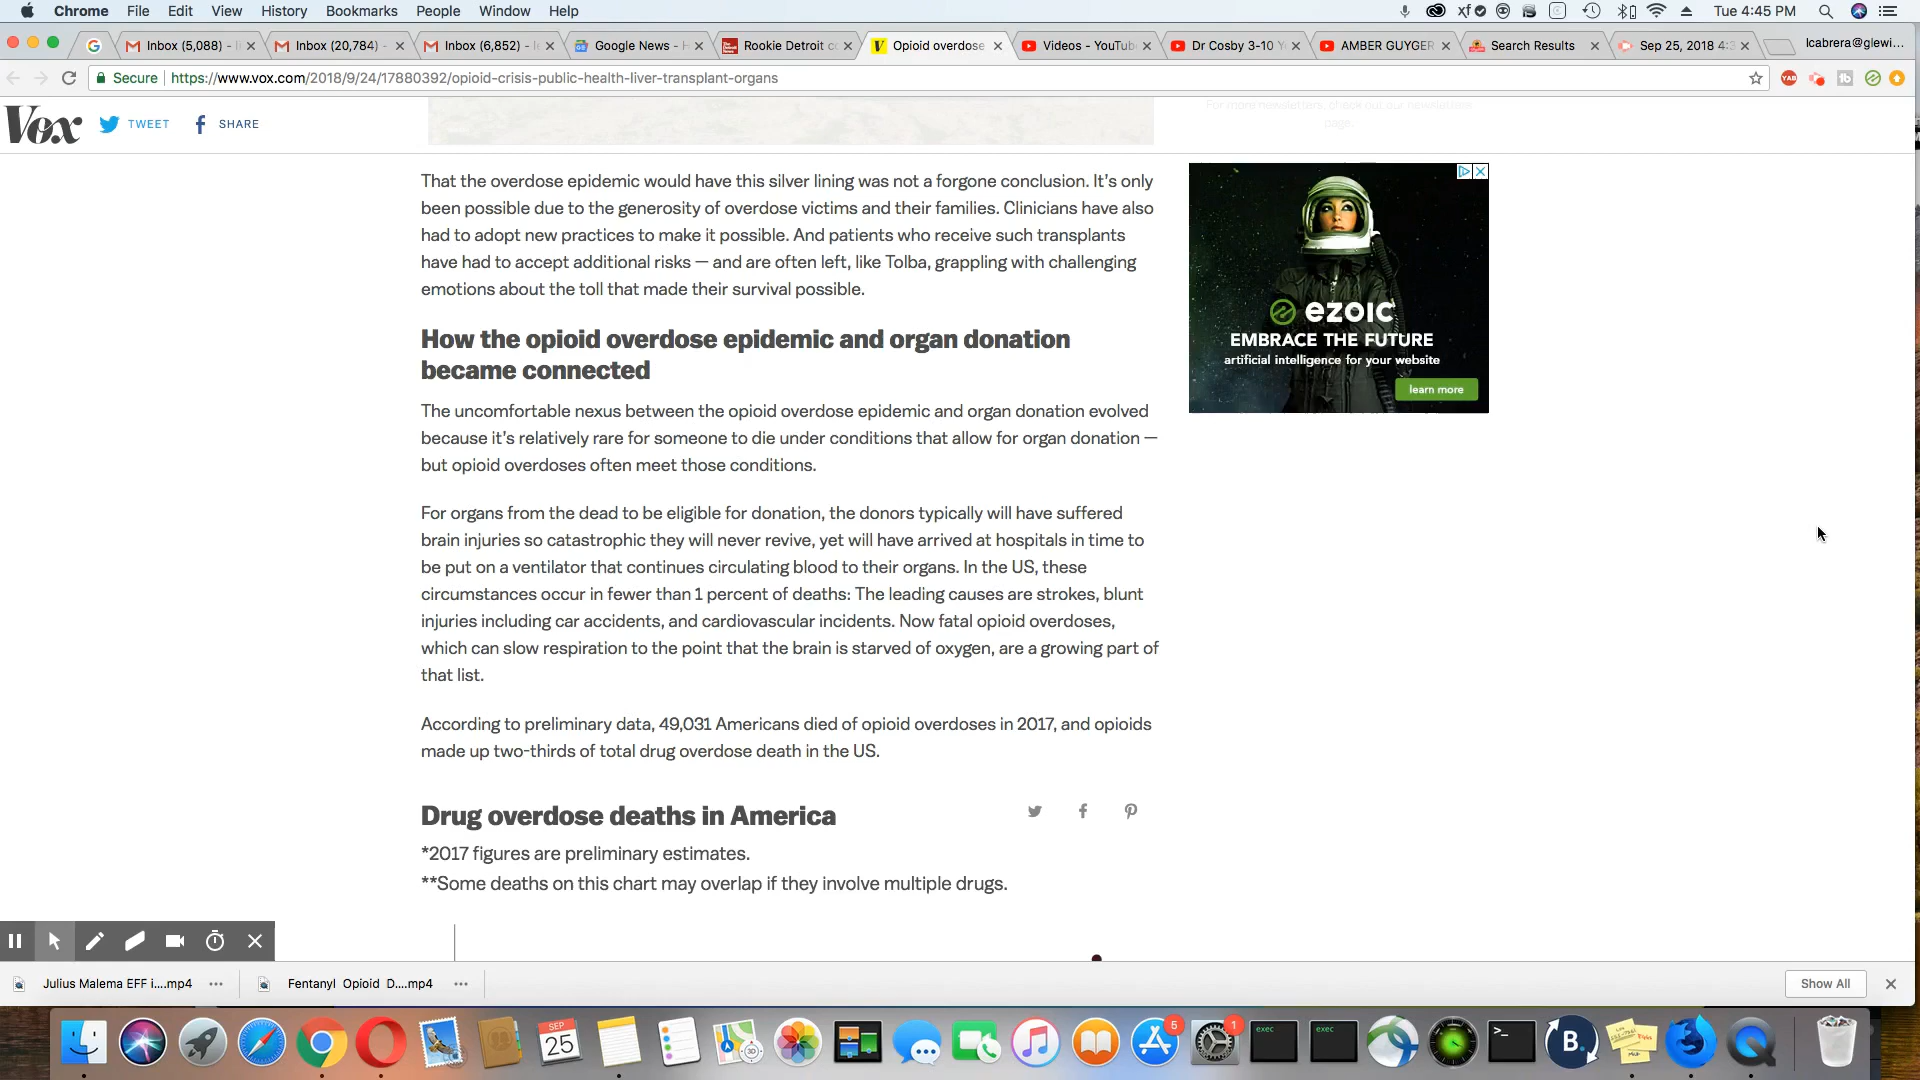 Chrome File Edit View History Bookmarks People Window Help Tue 4:45 PM
Inbox (5,088) - Inbox (20,784) - Inbox (6,852) - Google News - Rookie Detroit Opioid overdose Videos - YouTub Dr Cosby 3-10 AMBER GUYGER Search Results Sep 25, 2018 4:3 lcabrera@glewi...
Secure https://www.vox.com/2018/9/24/17880392/opioid-crisis-public-health-liver-transplant-organs
YAB
Vox TWEET SHARE
For more newsletters, check out our newsletters
page.
That the overdose epidemic would have this silver lining was not a forgone conclusion. It's only
been possible due to the generosity of overdose victims and their families. Clinicians have also
had to adopt new practices to make it possible. And patients who receive such transplants
have had to accept additional risks — and are often left, like Tolba, grappling with challenging
emotions about the toll that made their survival possible.
ezoic
EMBRACE THE FUTURE
artificial intelligence for your website
learn more
How the opioid overdose epidemic and organ donation
became connected
The uncomfortable nexus between the opioid overdose epidemic and organ donation evolved
because it's relatively rare for someone to die under conditions that allow for organ donation —
but opioid overdoses often meet those conditions.
For organs from the dead to be eligible for donation, the donors typically will have suffered
brain injuries so catastrophic they will never revive, yet will have arrived at hospitals in time to
be put on a ventilator that continues circulating blood to their organs. In the US, these
circumstances occur in fewer than 1 percent of deaths: The leading causes are strokes, blunt
injuries including car accidents, and cardiovascular incidents. Now fatal opioid overdoses,
which can slow respiration to the point that the brain is starved of oxygen, are a growing part of
that list.
According to preliminary data, 49,031 Americans died of opioid overdoses in 2017, and opioids
made up two-thirds of total drug overdose death in the US.
Drug overdose deaths in America
*2017 figures are preliminary estimates.
**Some deaths on this chart may overlap if they involve multiple drugs.
Julius Malema EFF i....mp4 Fentanyl Opioid D....mp4 Show All
SEP
25
3D
5
1
exec
exec
B.